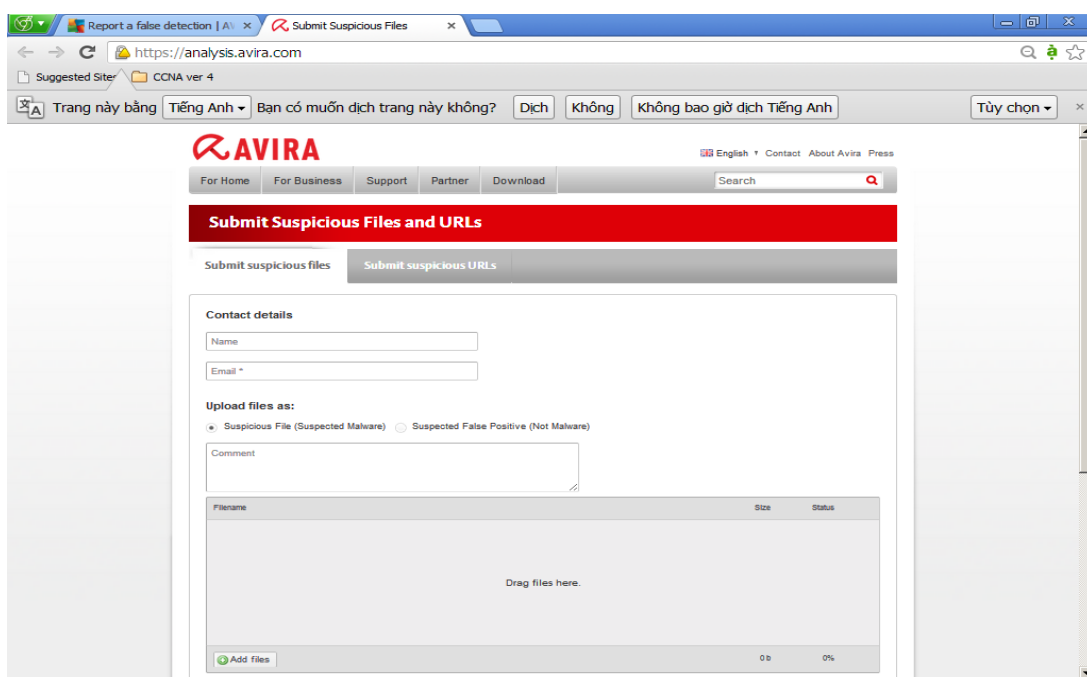 Report a false detection | AV
Submit Suspicious Files
https://analysis.avira.com
Suggested Sites
CCNA ver 4
Trang này bằng Tiếng Anh Bạn có muốn dịch trang này không? Dịch Không Không bao giờ dịch Tiếng Anh Tùy chọn
AVIRA
English Contact About Avira Press
For Home For Business Support Partner Download Search
Submit Suspicious Files and URLs
Submit suspicious files Submit suspicious URLs
Contact details
Name
Email *
Upload files as:
Suspicious File (Suspected Malware) Suspected False Positive (Not Malware)
Comment
Filename Size Status
Drag files here.
Add files 0 b 0%